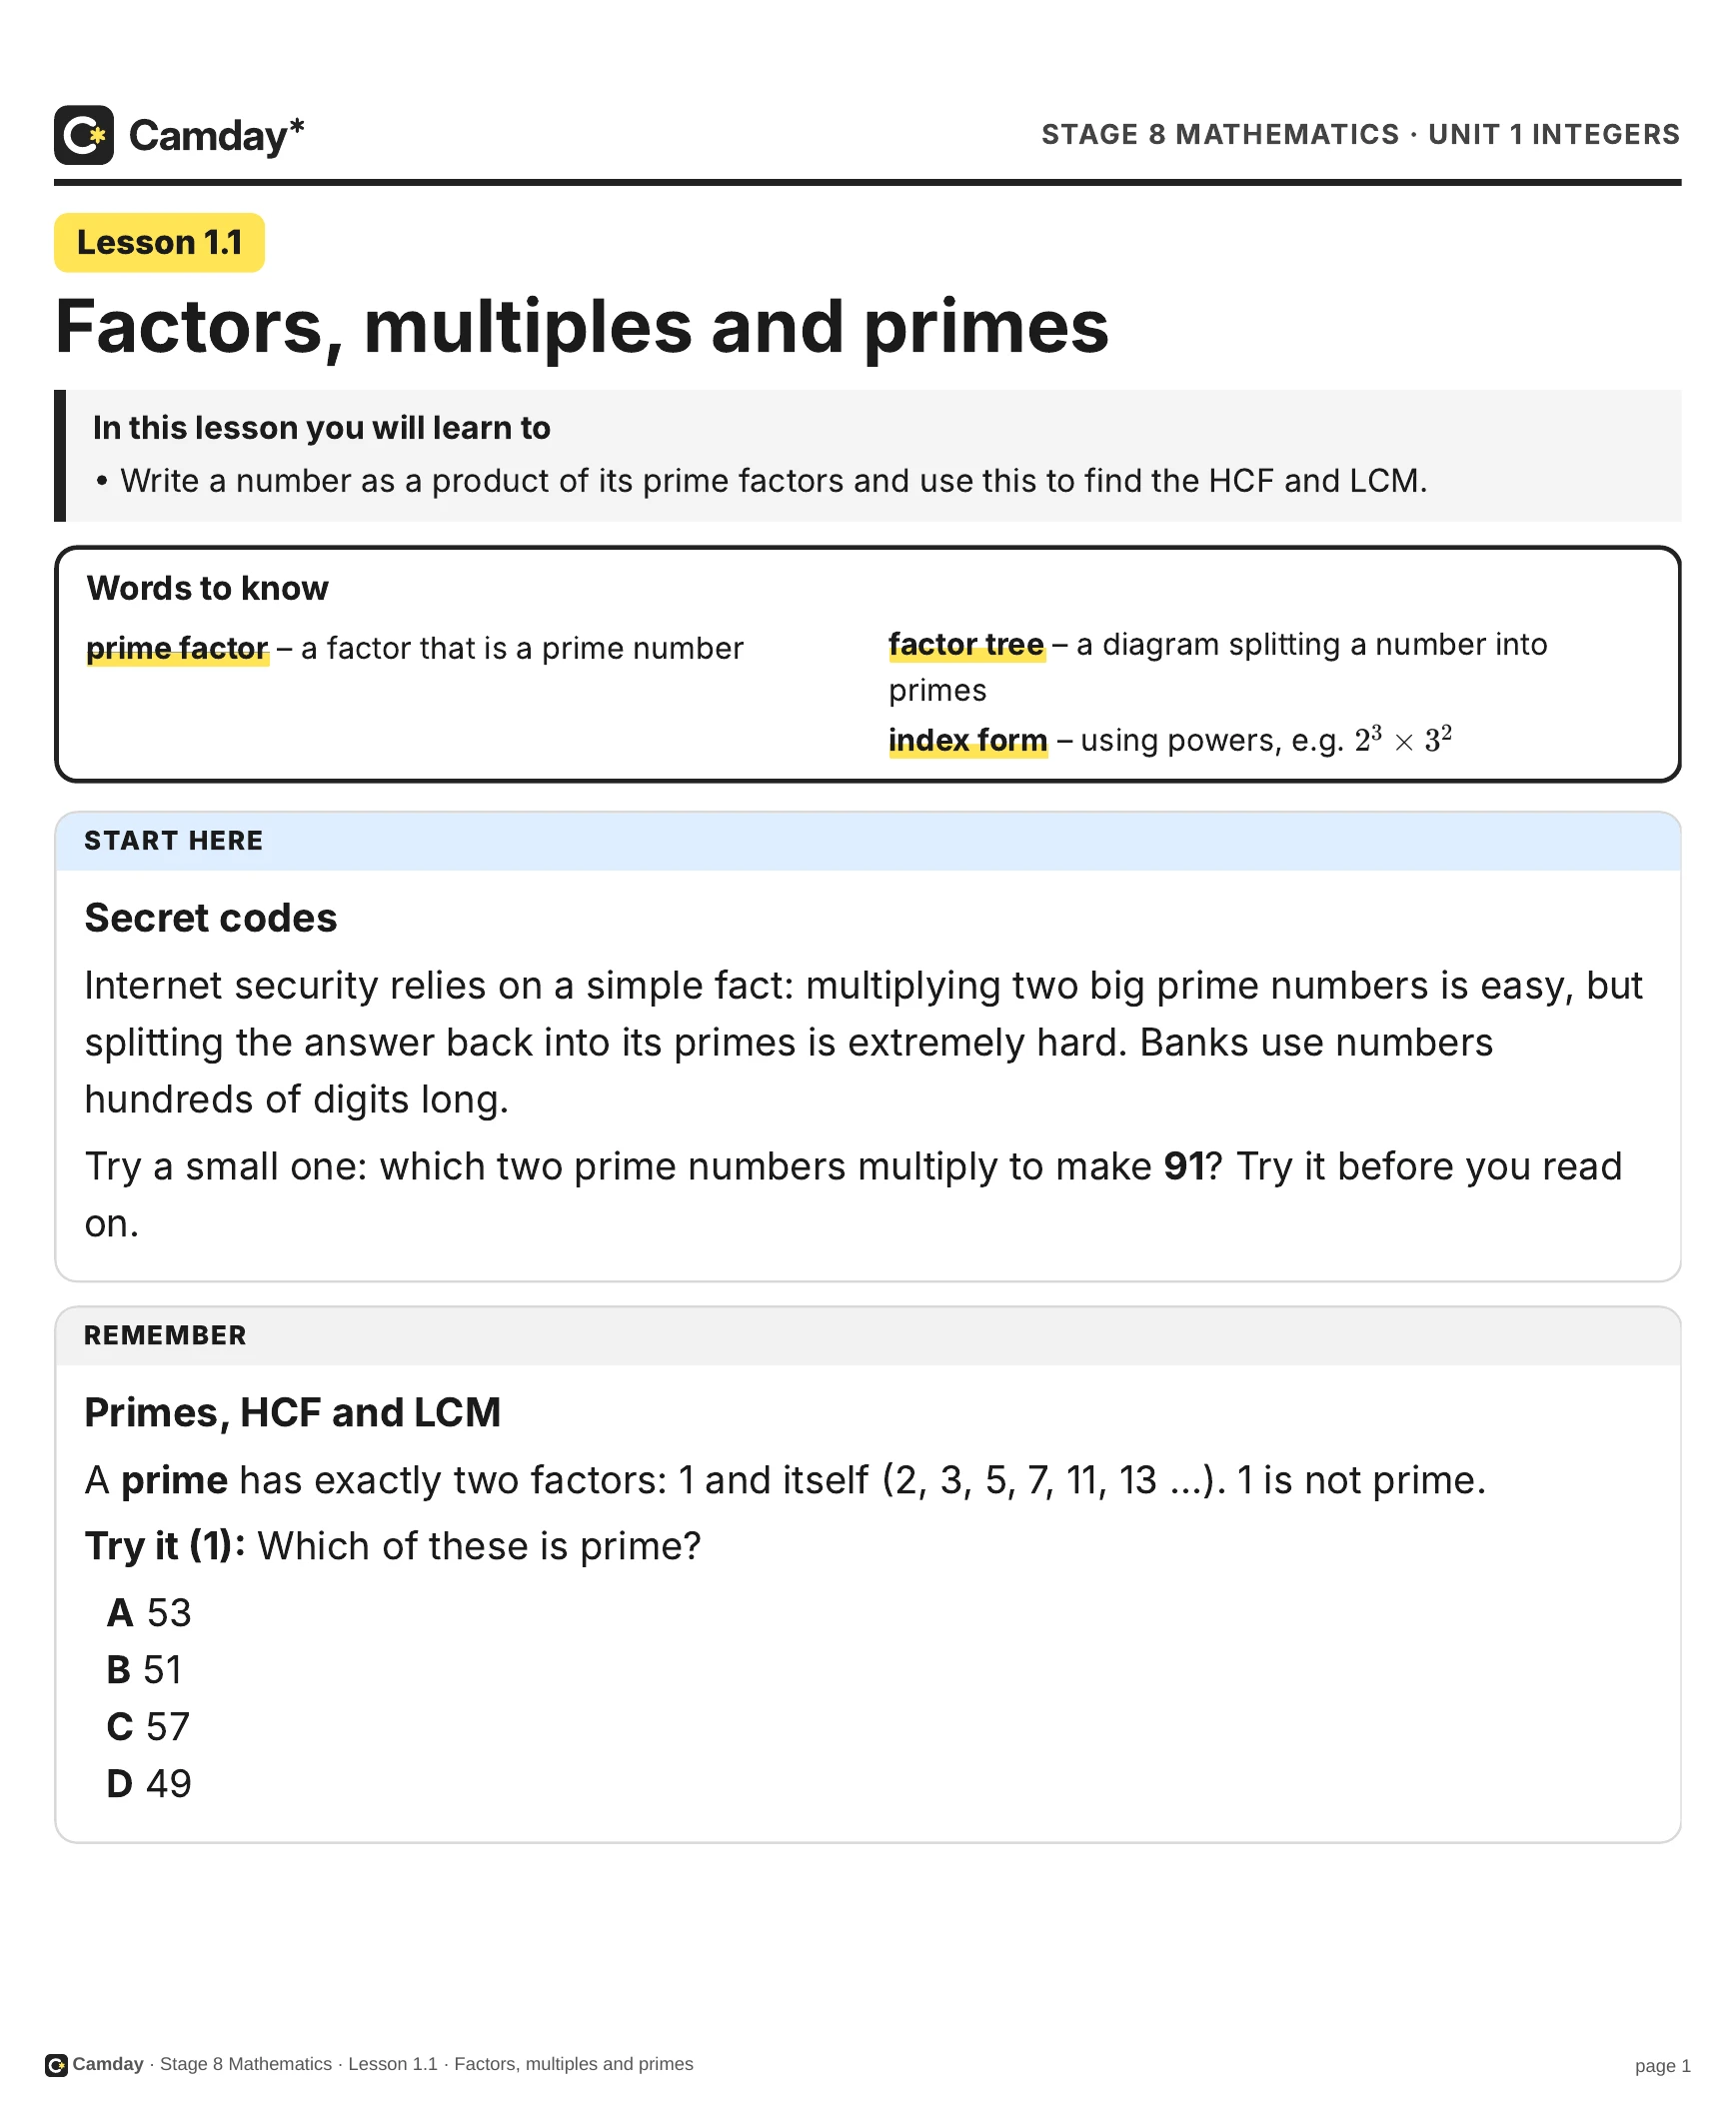 Camday*
STAGE 8 MATHEMATICS · UNIT 1 INTEGERS
Lesson 1.1
Factors, multiples and primes
In this lesson you will learn to
• Write a number as a product of its prime factors and use this to find the HCF and LCM.
Words to know
prime factor – a factor that is a prime number
factor tree – a diagram splitting a number into
primes
index form – using powers, e.g. 2³ × 3²
START HERE
Secret codes
Internet security relies on a simple fact: multiplying two big prime numbers is easy, but
splitting the answer back into its primes is extremely hard. Banks use numbers
hundreds of digits long.
Try a small one: which two prime numbers multiply to make 91? Try it before you read
on.
REMEMBER
Primes, HCF and LCM
A prime has exactly two factors: 1 and itself (2, 3, 5, 7, 11, 13 ...). 1 is not prime.
Try it (1): Which of these is prime?
A 53
B 51
C 57
D 49
Camday · Stage 8 Mathematics · Lesson 1.1 · Factors, multiples and primes
page 1